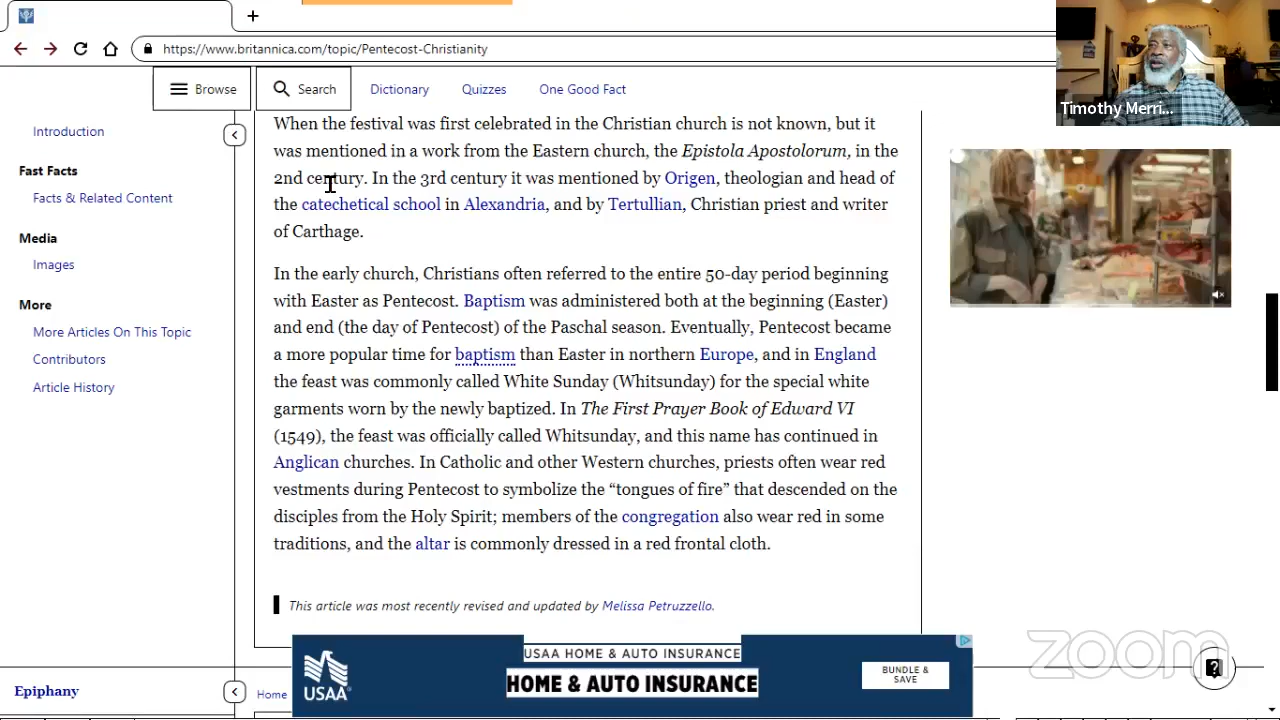 https://www.britannica.com/topic/Pentecost-Christianity
Browse
Search
Dictionary
Quizzes
One Good Fact
Timothy Merri...
Introduction
Fast Facts
Facts & Related Content
Media
Images
More
More Articles On This Topic
Contributors
Article History
When the festival was first celebrated in the Christian church is not known, but it
was mentioned in a work from the Eastern church, the Epistola Apostolorum, in the
2nd century. In the 3rd century it was mentioned by Origen, theologian and head of
the catechetical school in Alexandria, and by Tertullian, Christian priest and writer
of Carthage.
In the early church, Christians often referred to the entire 50-day period beginning
with Easter as Pentecost. Baptism was administered both at the beginning (Easter)
and end (the day of Pentecost) of the Paschal season. Eventually, Pentecost became
a more popular time for baptism than Easter in northern Europe, and in England
the feast was commonly called White Sunday (Whitsunday) for the special white
garments worn by the newly baptized. In The First Prayer Book of Edward VI
(1549), the feast was officially called Whitsunday, and this name has continued in
Anglican churches. In Catholic and other Western churches, priests often wear red
vestments during Pentecost to symbolize the “tongues of fire” that descended on the
disciples from the Holy Spirit; members of the congregation also wear red in some
traditions, and the altar is commonly dressed in a red frontal cloth.
This article was most recently revised and updated by Melissa Petruzzello.
USAA
USAA HOME & AUTO INSURANCE
HOME & AUTO INSURANCE
BUNDLE &
SAVE
zoom
Epiphany
Home